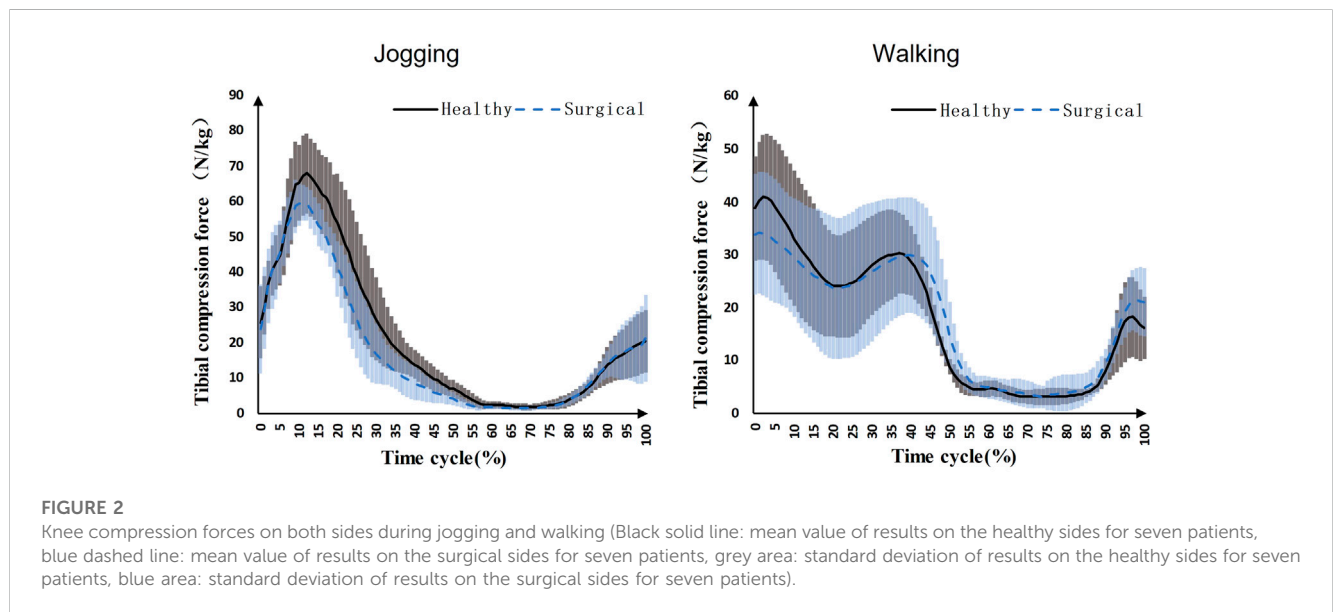 Jogging
90
80
70
60
50
40
30
20
10
0
Tibial compression force (N/kg)
Healthy Surgical
0 5 10 15 20 25 30 35 40 45 50 55 60 65 70 75 80 85 90 95 100
Time cycle(%)
Walking
60
50
40
30
20
10
0
Tibial compression force (N/kg)
Healthy Surgical
0 5 10 15 20 25 30 35 40 45 50 55 60 65 70 75 80 85 90 95 100
Time cycle(%)
FIGURE 2
Knee compression forces on both sides during jogging and walking (Black solid line: mean value of results on the healthy sides for seven patients,
blue dashed line: mean value of results on the surgical sides for seven patients, grey area: standard deviation of results on the healthy sides for seven
patients, blue area: standard deviation of results on the surgical sides for seven patients).